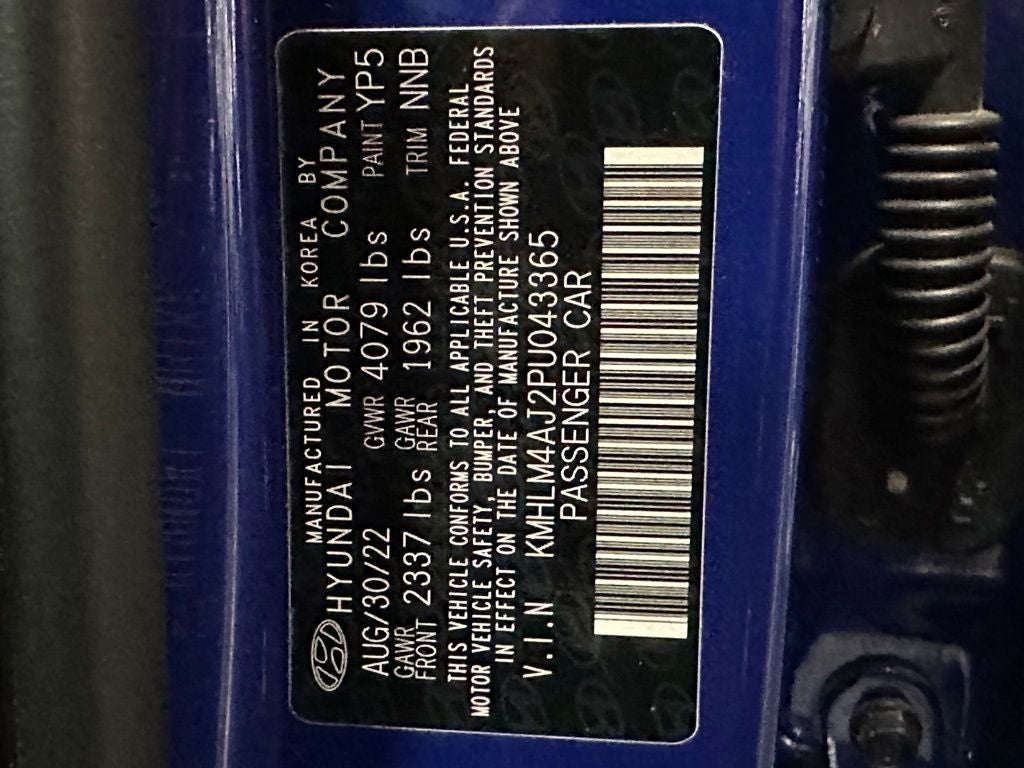 MANUFACTURED IN KOREA BY
HYUNDAI MOTOR COMPANY
AUG/30/22 GVWR 4079 lbs PAINT YP5
GAWR FRONT 2337 lbs GAWR REAR 1962 lbs TRIM NNB
THIS VEHICLE CONFORMS TO ALL APPLICABLE U.S.A. FEDERAL
MOTOR VEHICLE SAFETY, BUMPER, AND THEFT PREVENTION STANDARDS
IN EFFECT ON THE DATE OF MANUFACTURE SHOWN ABOVE
V.I.N KMHLM4AJ2PU043365
PASSENGER CAR